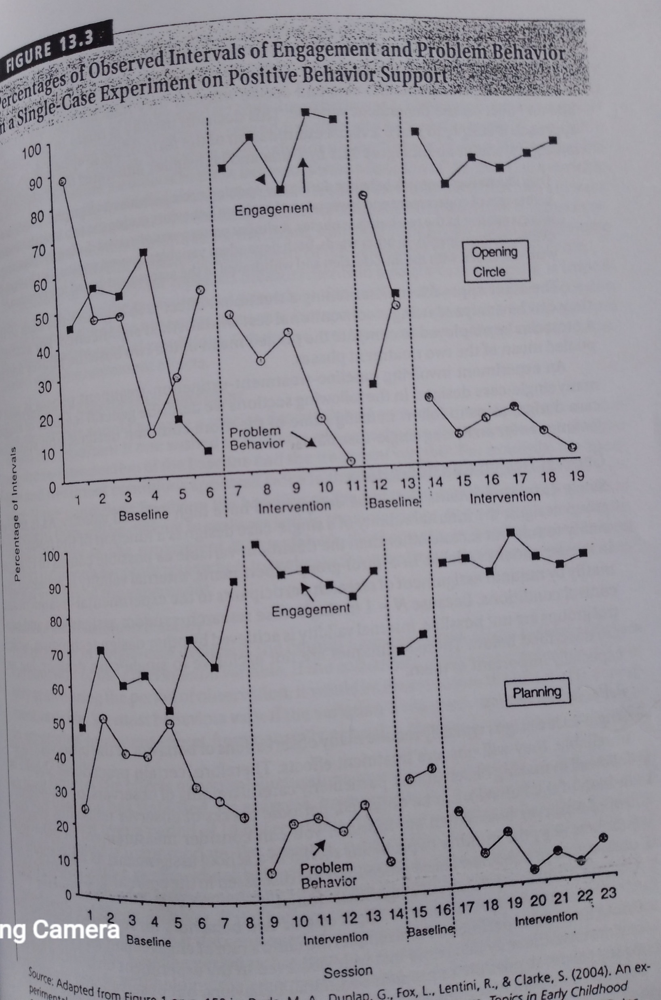 FIGURE 13.3
Percentages of Observed Intervals of Engagement and Problem Behavior
in a Single-Case Experiment on Positive Behavior Support
Percentage of Intervals
100
90
80
70
60
50
40
30
20
10
0
Engagement
Problem
Behavior
Opening
Circle
1 2 3 4 5 6 7 8 9 10 11 12 13 14 15 16 17 18 19
Baseline Intervention Baseline Intervention
100
90
80
70
60
50
40
30
20
10
0
Engagement
Problem
Behavior
Planning
1 2 3 4 5 6 7 8 9 10 11 12 13 14 15 16 17 18 19 20 21 22 23
Baseline Intervention Baseline Intervention
ng Camera
Session
Source: Adapted from Figure 1 Dunlap, G., Fox, L., Lentini, R., & Clarke, S. (2004). An ex-
Topics in Early Childhood